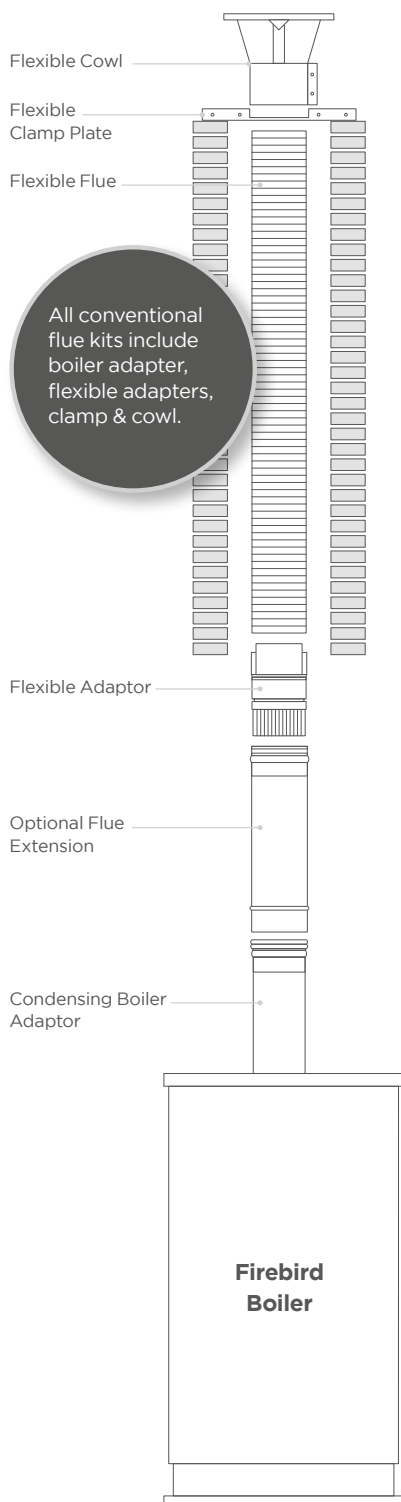 Flexible Cowl
Flexible
Clamp Plate
Flexible Flue
All conventional
flue kits include
boiler adapter,
flexible adapters,
clamp & cowl.
Flexible Adaptor
Optional Flue
Extension
Condensing Boiler
Adaptor
Firebird
Boiler